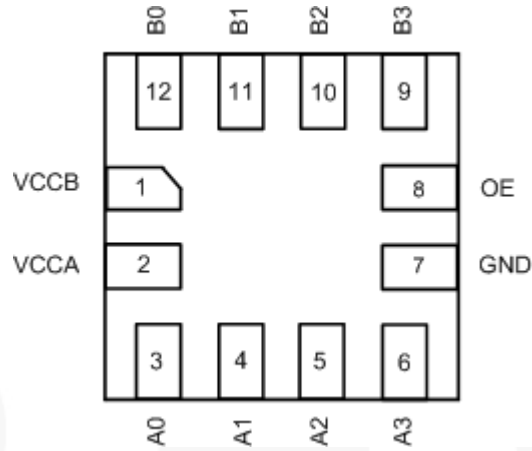 B0 B1 B2 B3
12 11 10 9
VCCB 1 8 OE
VCCA 2 7 GND
3 4 5 6
A0 A1 A2 A3